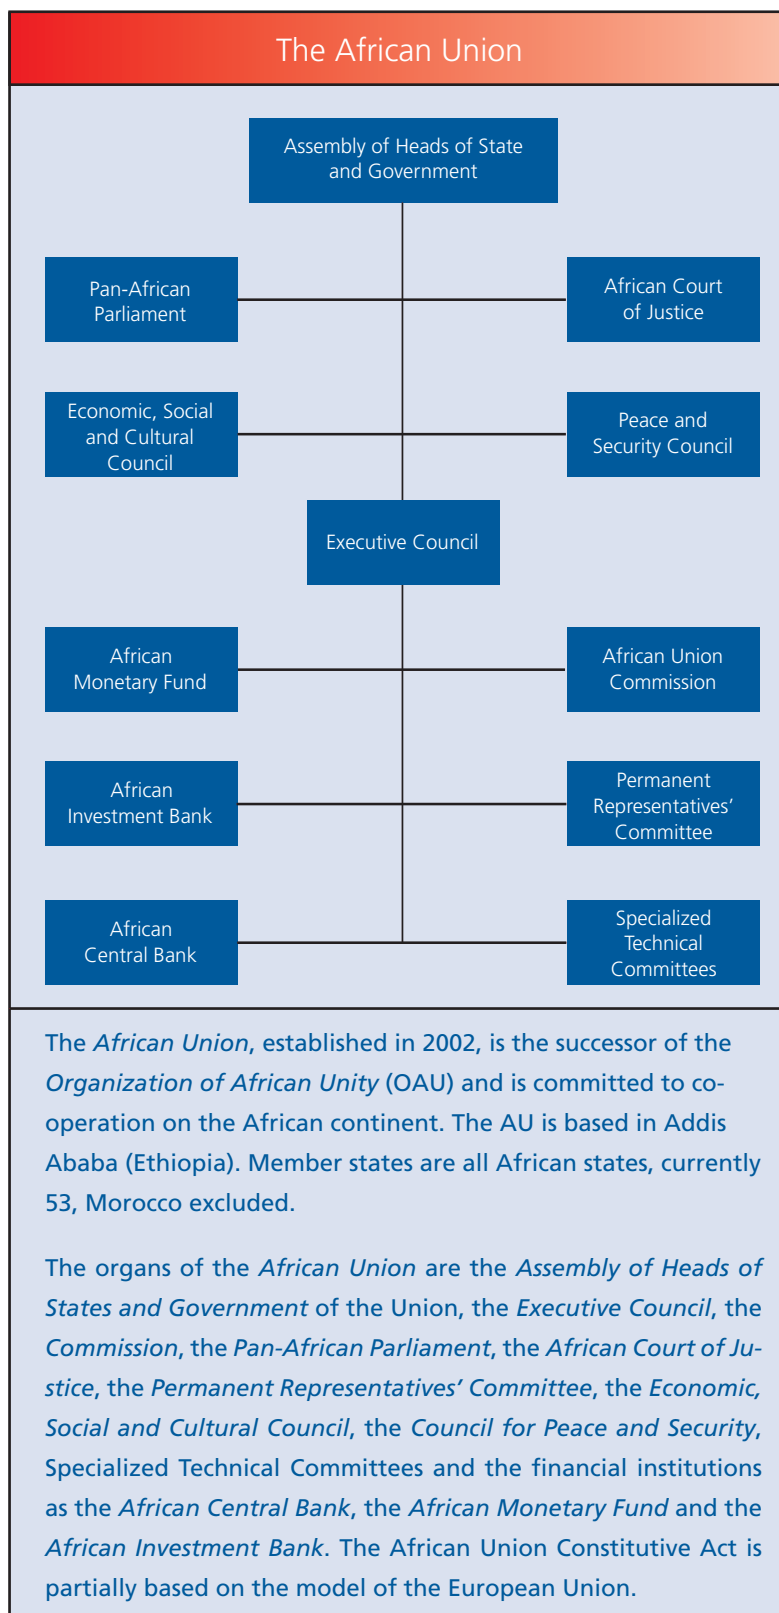 The African Union
Assembly of Heads of State
and Government
Pan-African
Parliament
African Court
of Justice
Economic, Social
and Cultural
Council
Peace and
Security Council
Executive Council
African
Monetary Fund
African Union
Commission
African
Investment Bank
Permanent
Representatives’
Committee
African
Central Bank
Specialized
Technical
Committees
The African Union, established in 2002, is the successor of the
Organization of African Unity (OAU) and is committed to co-
operation on the African continent. The AU is based in Addis
Ababa (Ethiopia). Member states are all African states, currently
53, Morocco excluded.
The organs of the African Union are the Assembly of Heads of
States and Government of the Union, the Executive Council, the
Commission, the Pan-African Parliament, the African Court of Ju-
stice, the Permanent Representatives’ Committee, the Economic,
Social and Cultural Council, the Council for Peace and Security,
Specialized Technical Committees and the financial institutions
as the African Central Bank, the African Monetary Fund and the
African Investment Bank. The African Union Constitutive Act is
partially based on the model of the European Union.